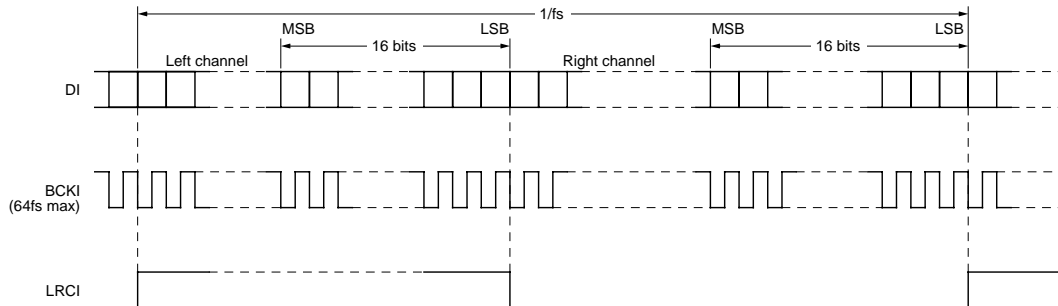 1/fs
MSB LSB MSB LSB
16 bits 16 bits
Left channel Right channel
DI
BCKI
(64fs max)
LRCI